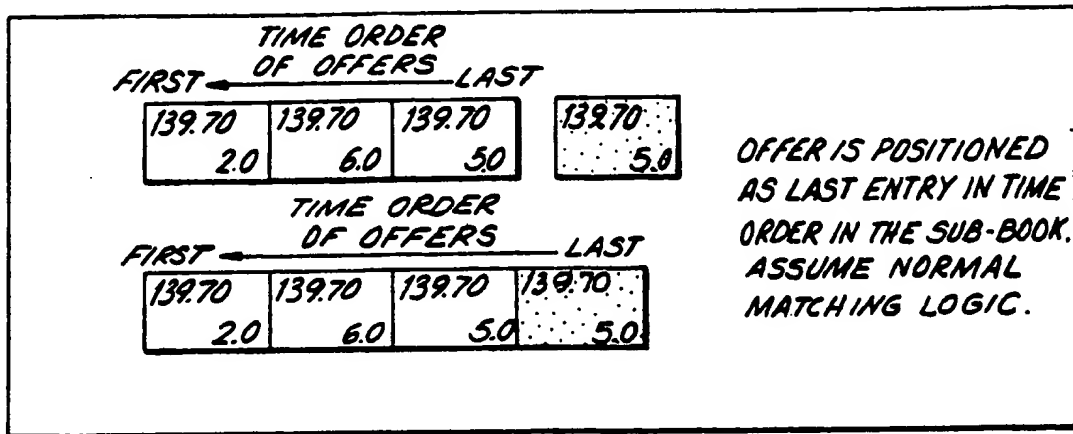 TIME ORDER
OF OFFERS
FIRST LAST
139.70 139.70 139.70 139.70
2.0 6.0 5.0 5.0
TIME ORDER
OF OFFERS
FIRST LAST
139.70 139.70 139.70 139.70
2.0 6.0 5.0 5.0
OFFER IS POSITIONED
AS LAST ENTRY IN TIME
ORDER IN THE SUB-BOOK.
ASSUME NORMAL
MATCHING LOGIC.